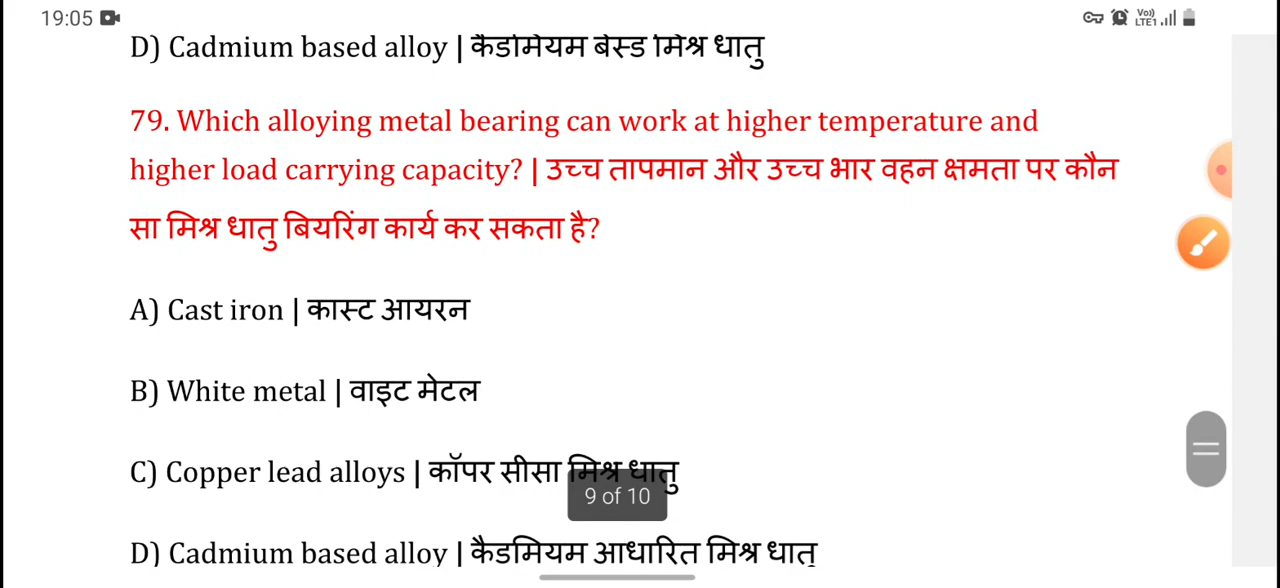 19:05
Vo))
LTE1
D) Cadmium based alloy | कैडमियम बेस्ड मिश्र धातु
79. Which alloying metal bearing can work at higher temperature and
higher load carrying capacity? | उच्च तापमान और उच्च भार वहन क्षमता पर कौन
सा मिश्र धातु बियरिंग कार्य कर सकता है?
A) Cast iron | कास्ट आयरन
B) White metal | वाइट मेटल
C) Copper lead alloys | कॉपर सीसा मिश्र धातु
9 of 10
D) Cadmium based alloy | कैडमियम आधारित मिश्र धातु